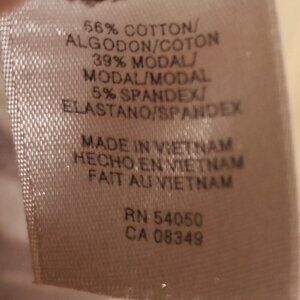 56% COTTON/
ALGODON/COTON
39% MODAL/
MODAL/MODAL
5% SPANDEX/
ELASTANO/SPANDEX
MADE IN VIETNAM
HECHO EN VIETNAM
FAIT AU VIETNAM
RN 54050
CA 08349